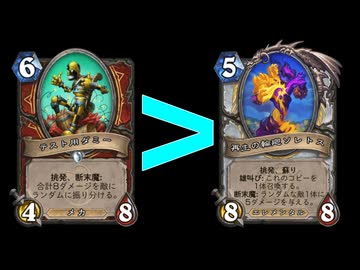 6
テスト用ダミー
挑発、断末魔:
合計8ダメージを敵に
ランダムに振り分ける。
4
メカ
8
>
5
再生の輪廻ソレトス
挑発、蘇り:
雄叫び: これのコピーを
1体召喚する。
断末魔: ランダムな敵1体に
5ダメージを与える。
8
エレメンタル
8